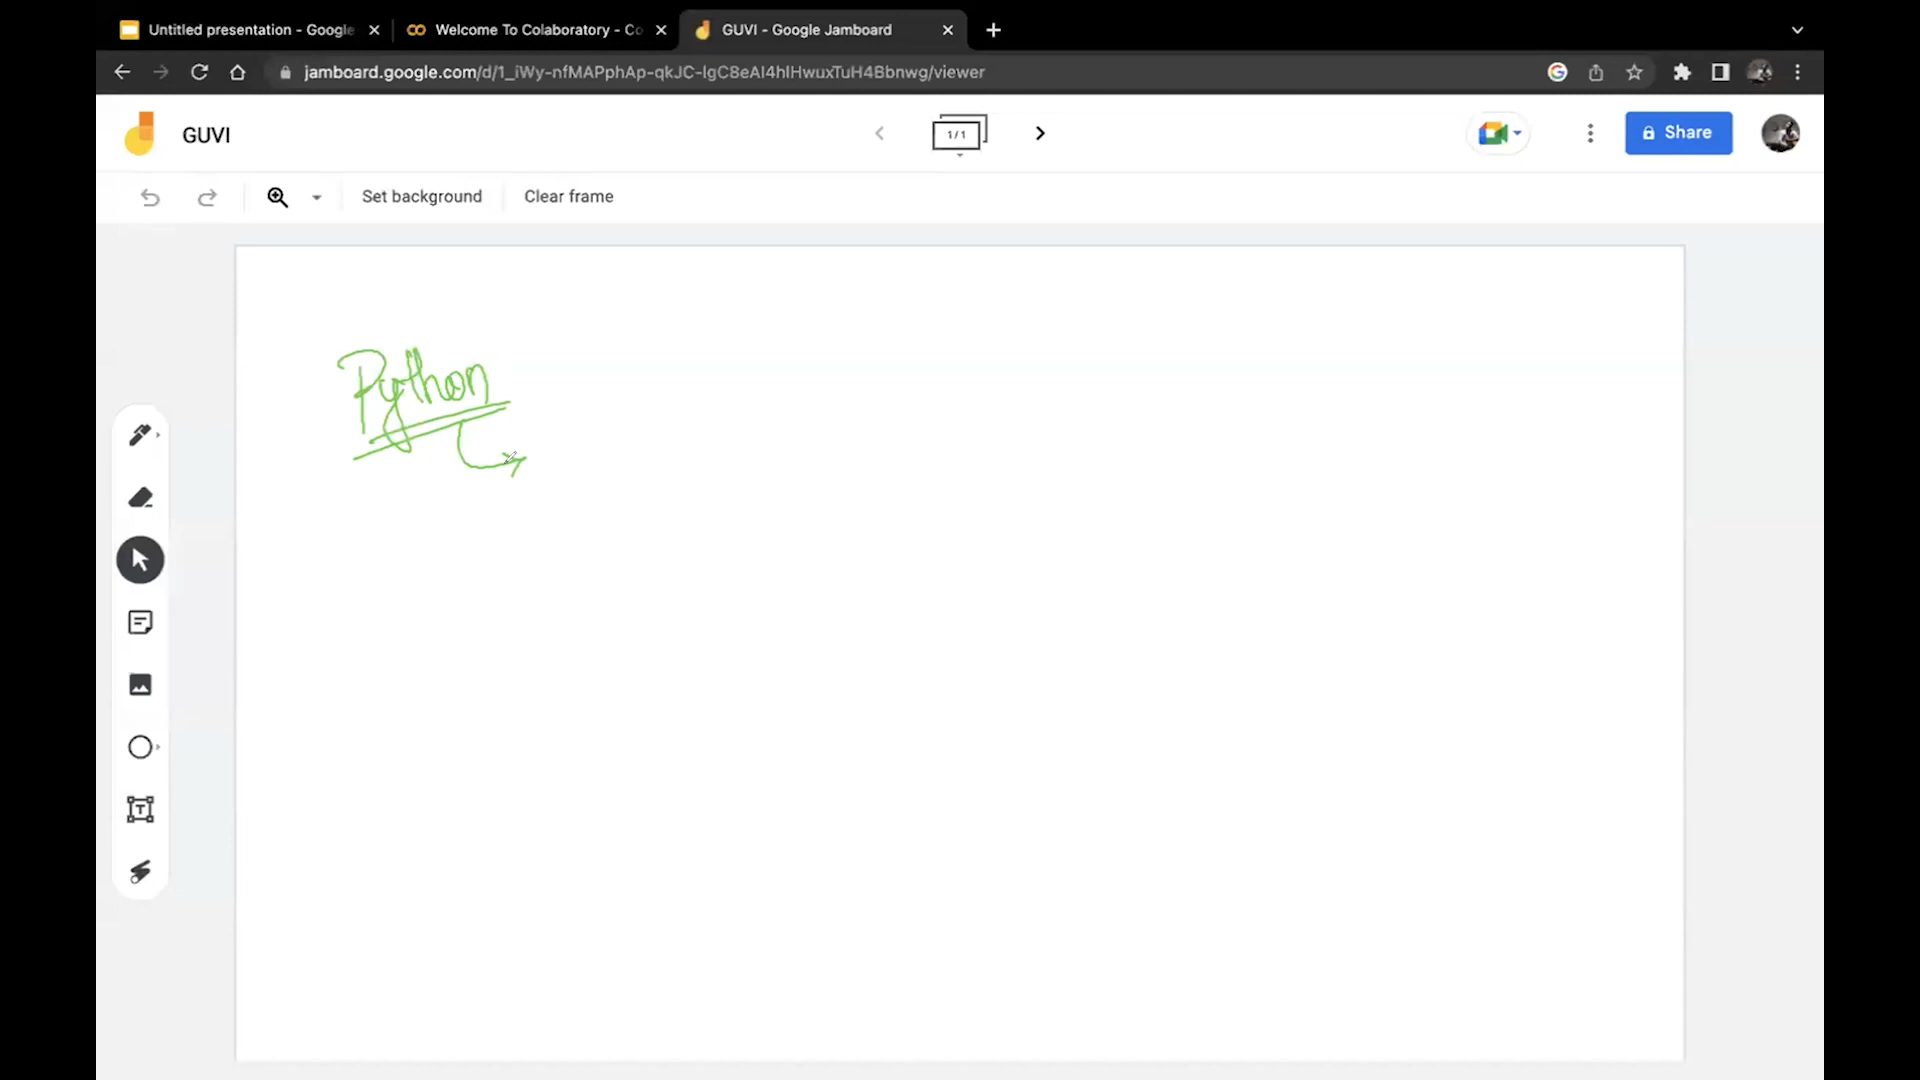 Untitled presentation - Google
Welcome To Colaboratory - Co
GUVI - Google Jamboard
jamboard.google.com/d/1_iWy-nfMAPphAp-qkJC-IgC8eAI4hIHwuxTuH4Bbnwg/viewer
GUVI
1/1
Share
Set background
Clear frame
Python